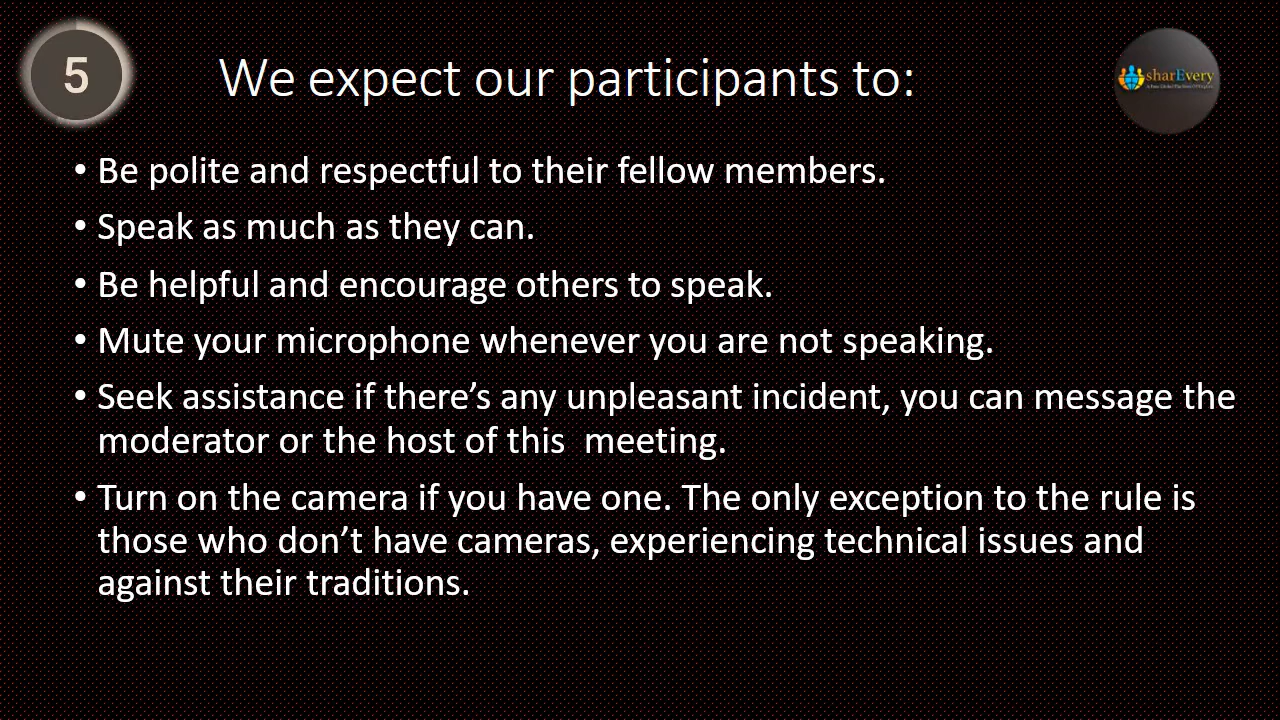 5
We expect our participants to:
sharEvery
• Be polite and respectful to their fellow members.
• Speak as much as they can.
• Be helpful and encourage others to speak.
• Mute your microphone whenever you are not speaking.
• Seek assistance if there’s any unpleasant incident, you can message the
moderator or the host of this  meeting.
• Turn on the camera if you have one. The only exception to the rule is
those who don’t have cameras, experiencing technical issues and
against their traditions.